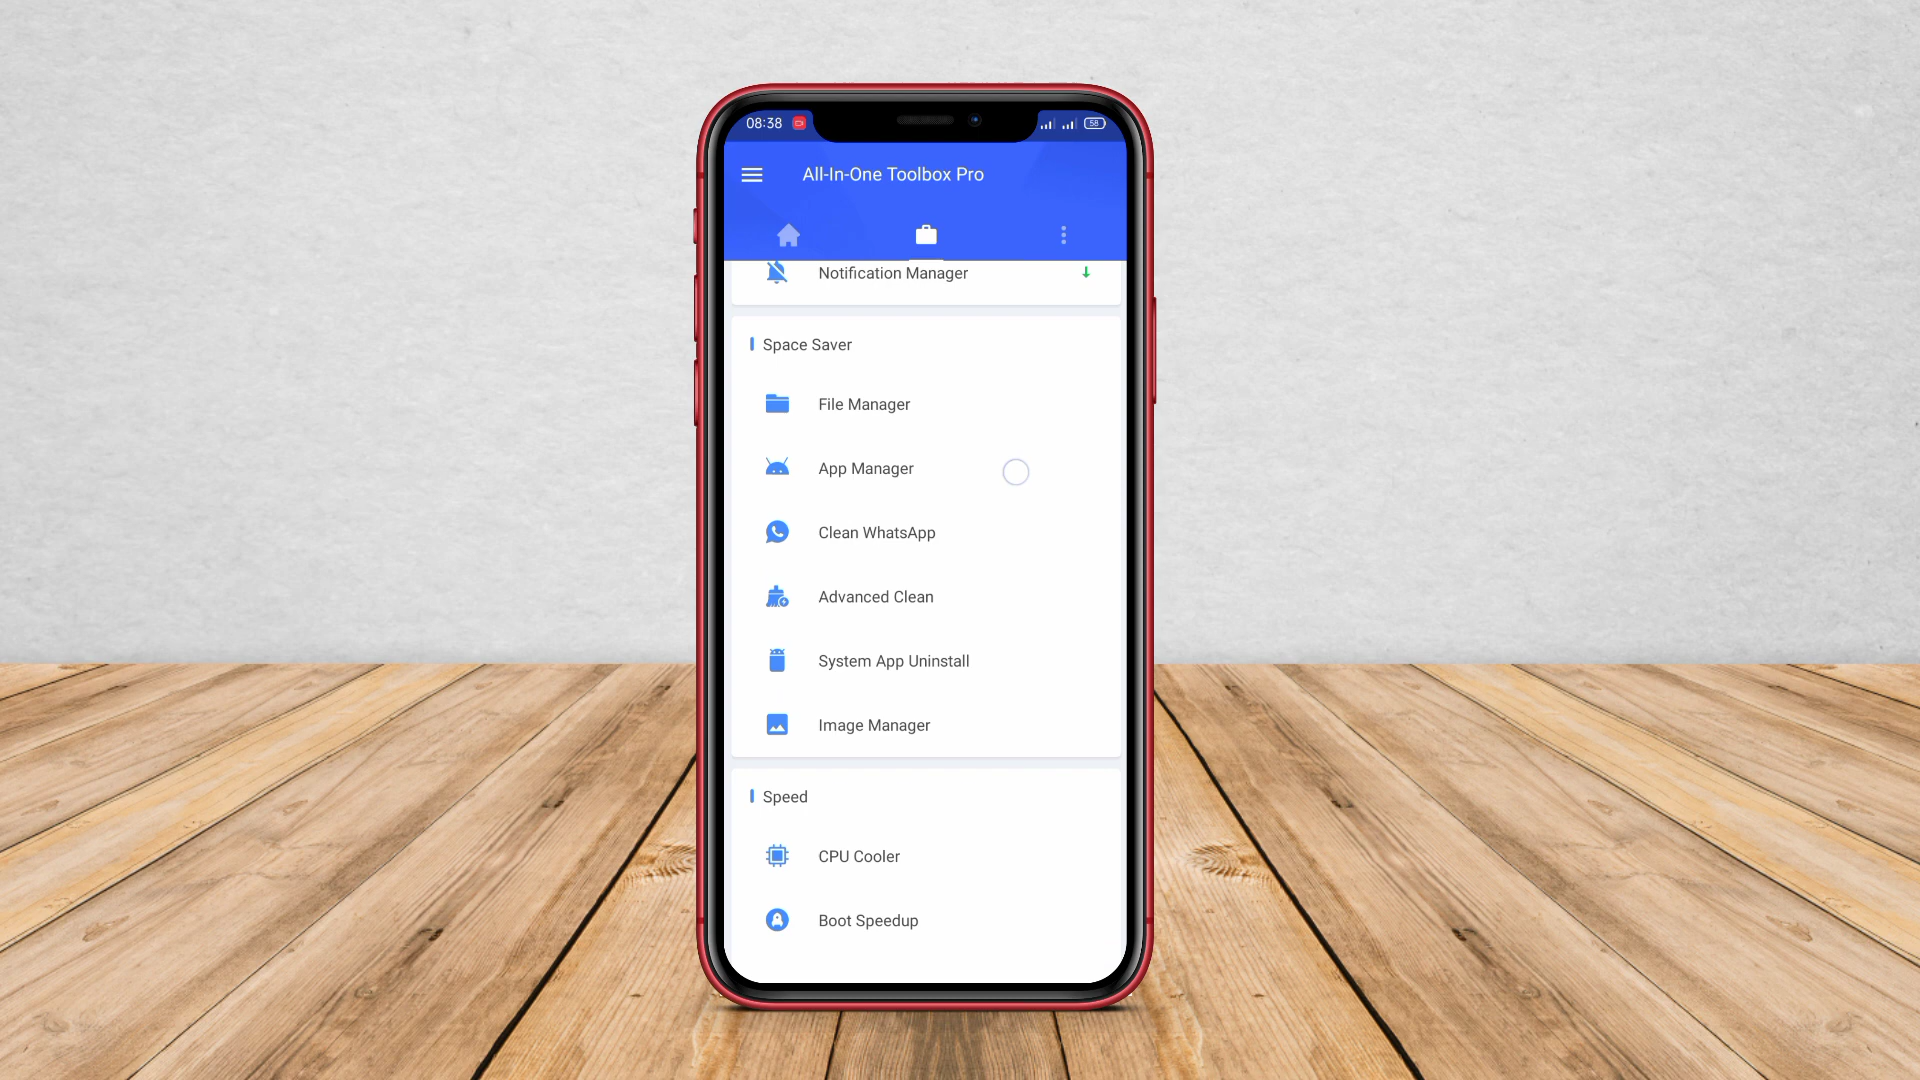 08:38
58
All-In-One Toolbox Pro
Notification Manager
Space Saver
File Manager
App Manager
Clean WhatsApp
Advanced Clean
System App Uninstall
Image Manager
Speed
CPU Cooler
Boot Speedup